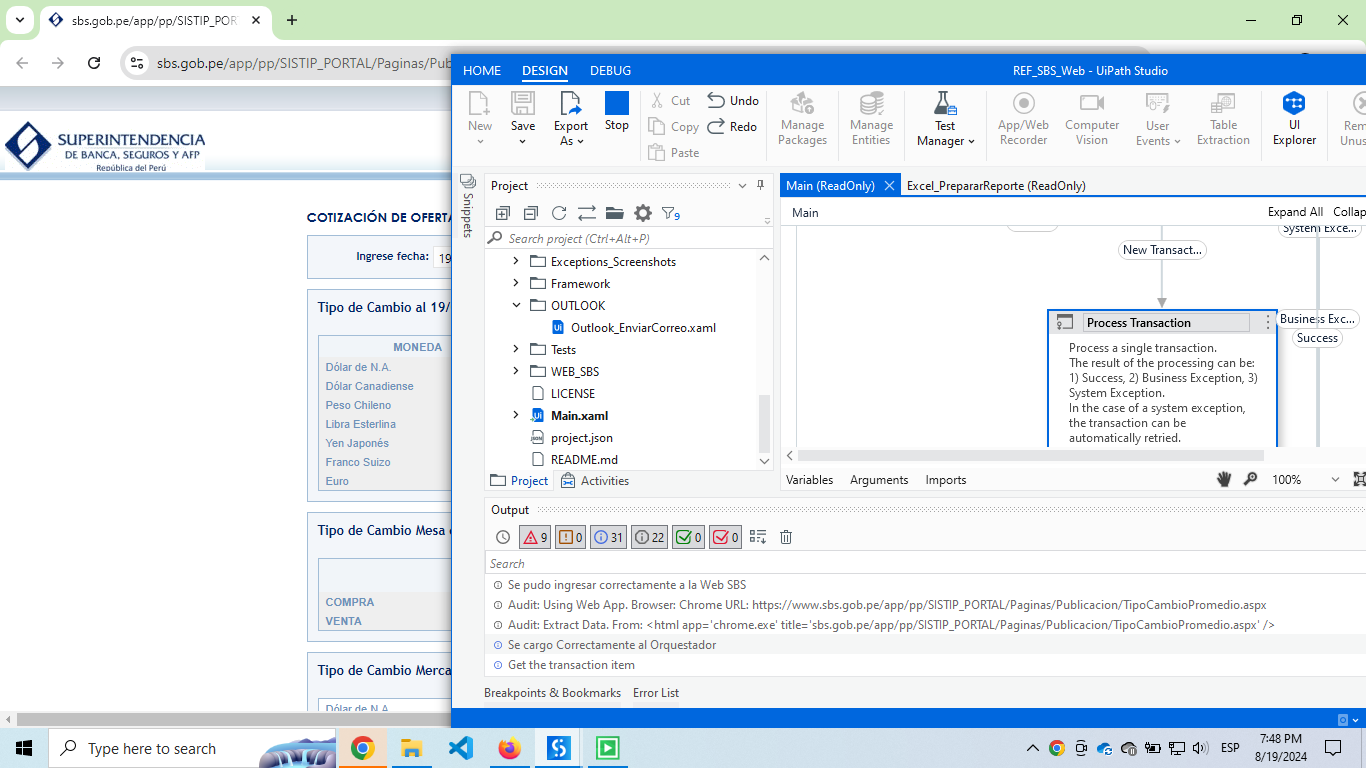 sbs.gob.pe/app/pp/SISTIP_POR
sbs.gob.pe/app/pp/SISTIP_PORTAL/Paginas/Pub
SUPERINTENDENCIA
DE BANCA, SEGUROS Y AFP
República del Perú
COTIZACIÓN DE OFERTA
Ingrese fecha: 19
Tipo de Cambio al 19/
MONEDA
Dólar de N.A.
Dólar Canadiense
Peso Chileno
Libra Esterlina
Yen Japonés
Franco Suizo
Euro
Tipo de Cambio Mesa
COMPRA
VENTA
Tipo de Cambio Merca
Dólar de N.A.
HOME DESIGN DEBUG
REF_SBS_Web - UiPath Studio
New
Save
Export As
Stop
Cut
Copy
Paste
Undo
Redo
Manage Packages
Manage Entities
Test Manager
App/Web Recorder
Computer Vision
User Events
Table Extraction
UI Explorer
Rem
Unus
Snippets
Project
9
Search project (Ctrl+Alt+P)
Exceptions_Screenshots
Framework
OUTLOOK
Outlook_EnviarCorreo.xaml
Tests
WEB_SBS
LICENSE
Main.xaml
project.json
README.md
Project Activities
Main (ReadOnly) Excel_PrepararReporte (ReadOnly)
Main
Expand All Collap
System Exce...
New Transact...
Process Transaction
Business Exc...
Success
Process a single transaction.
The result of the processing can be:
1) Success, 2) Business Exception, 3)
System Exception.
In the case of a system exception,
the transaction can be
automatically retried.
Variables Arguments Imports
100%
Output
9 0 31 22 0 0
Search
Se pudo ingresar correctamente a la Web SBS
Audit: Using Web App. Browser: Chrome URL: https://www.sbs.gob.pe/app/pp/SISTIP_PORTAL/Paginas/Publicacion/TipoCambioPromedio.aspx
Audit: Extract Data. From: <html app='chrome.exe' title='sbs.gob.pe/app/pp/SISTIP_PORTAL/Paginas/Publicacion/TipoCambioPromedio.aspx' />
Se cargo Correctamente al Orquestador
Get the transaction item
Breakpoints & Bookmarks Error List
Type here to search
ESP
7:48 PM
8/19/2024